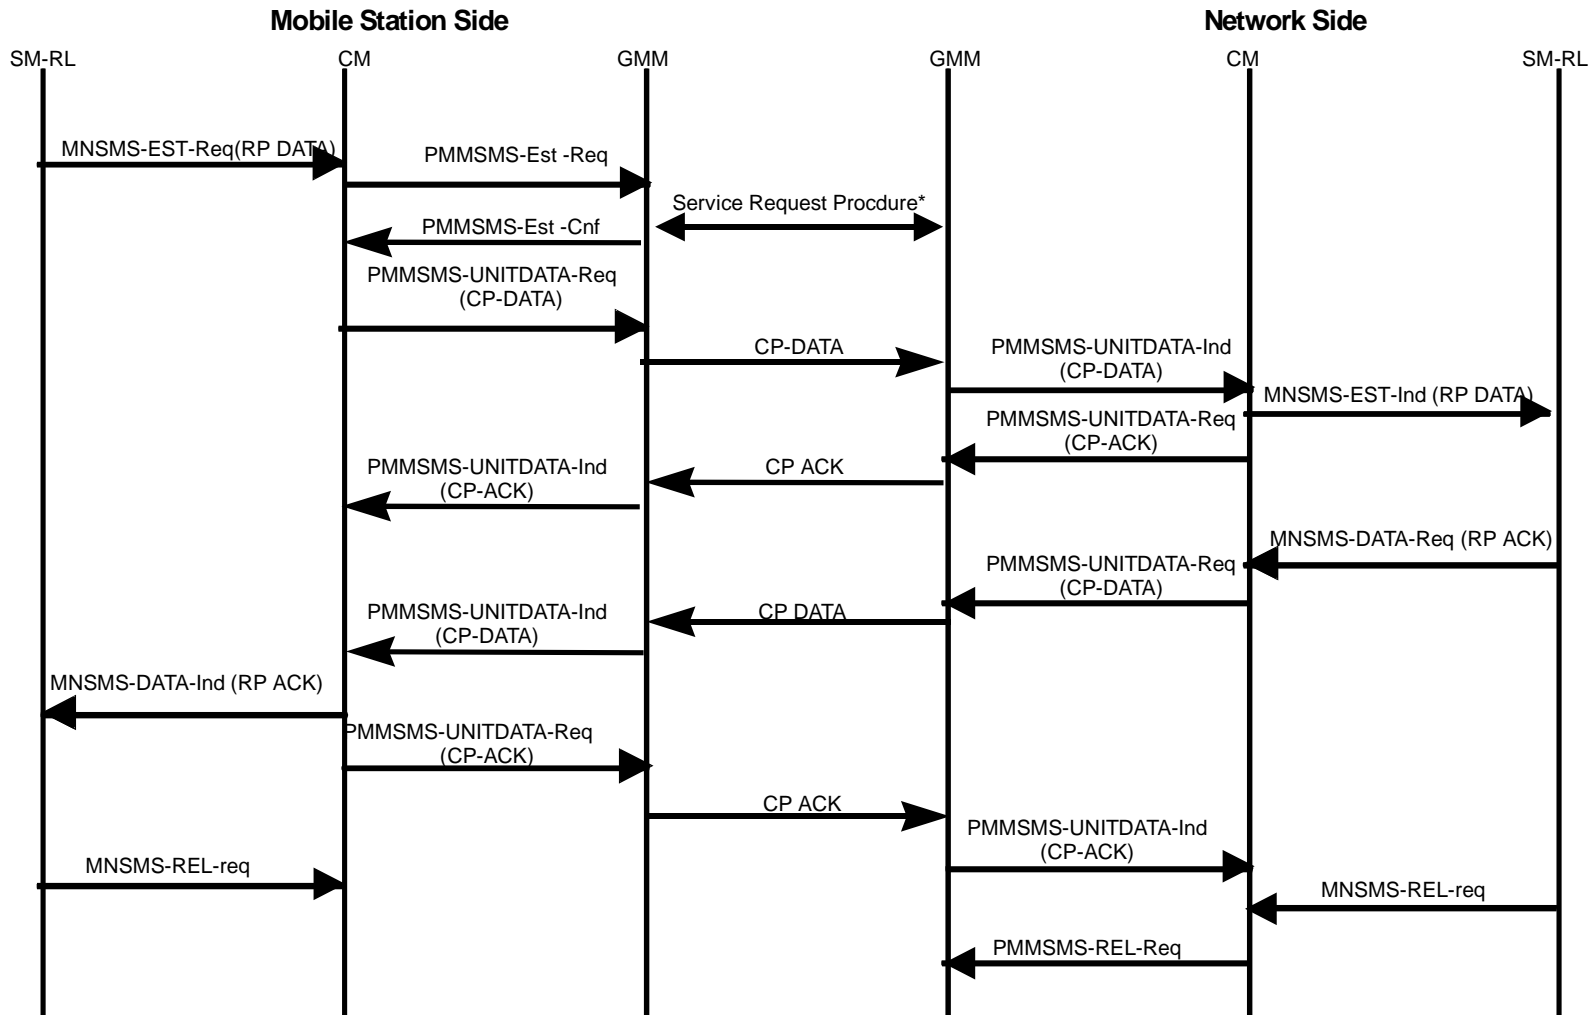 Mobile Station Side
Network Side
SM-RL
CM
GMM
GMM
CM
SM-RL
MNSMS-EST-Req(RP DATA)
PMMSMS-Est -Req
Service Request Procdure*
PMMSMS-Est -Cnf
PMMSMS-UNITDATA-Req
(CP-DATA)
CP-DATA
PMMSMS-UNITDATA-Ind
(CP-DATA)
MNSMS-EST-Ind (RP DATA)
PMMSMS-UNITDATA-Req
(CP-ACK)
CP ACK
PMMSMS-UNITDATA-Ind
(CP-ACK)
MNSMS-DATA-Req (RP ACK)
PMMSMS-UNITDATA-Req
(CP-DATA)
CP DATA
PMMSMS-UNITDATA-Ind
(CP-DATA)
MNSMS-DATA-Ind (RP ACK)
PMMSMS-UNITDATA-Req
(CP-ACK)
CP ACK
PMMSMS-UNITDATA-Ind
(CP-ACK)
MNSMS-REL-req
MNSMS-REL-req
PMMSMS-REL-Req